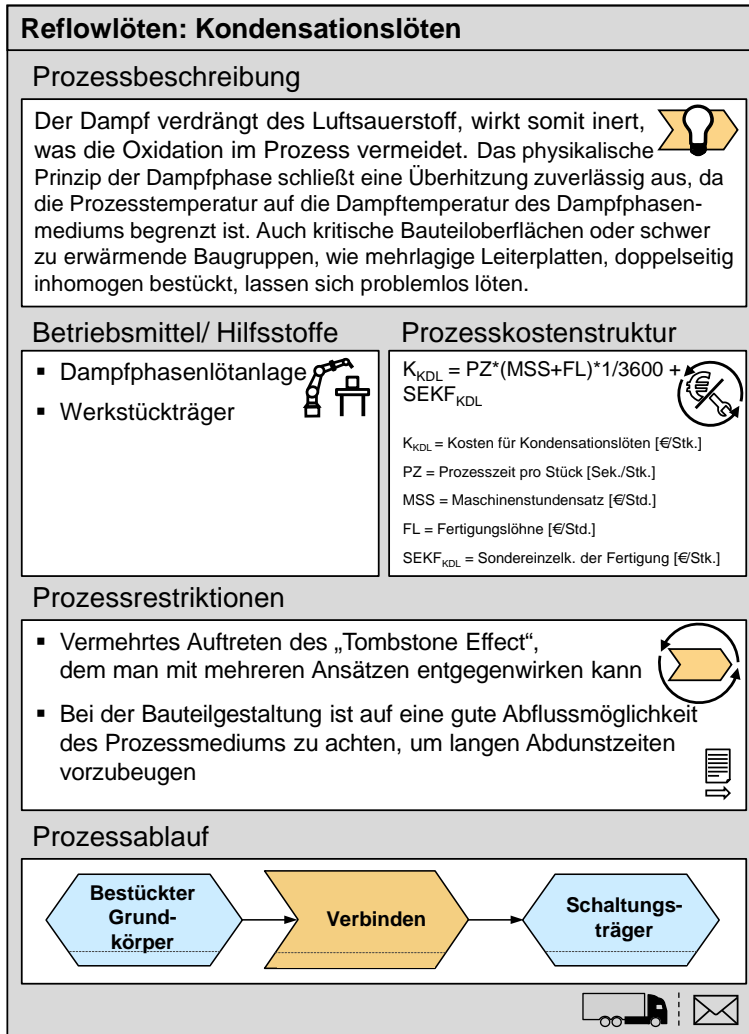 Reflowlöten: Kondensationslöten
Prozessbeschreibung
Der Dampf verdrängt des Luftsauerstoff, wirkt somit inert,
was die Oxidation im Prozess vermeidet. Das physikalische
Prinzip der Dampfphase schließt eine Überhitzung zuverlässig aus, da
die Prozesstemperatur auf die Dampftemperatur des Dampfphasen-
mediums begrenzt ist. Auch kritische Bauteiloberflächen oder schwer
zu erwärmende Baugruppen, wie mehrlagige Leiterplatten, doppelseitig
inhomogen bestückt, lassen sich problemlos löten.
Betriebsmittel/ Hilfsstoffe
▪ Dampfphasenlötanlage
▪ Werkstückträger
Prozesskostenstruktur
K_KDL = PZ*(MSS+FL)*1/3600 +
SEKF_KDL
K_KDL = Kosten für Kondensationslöten [€/Stk.]
PZ = Prozesszeit pro Stück [Sek./Stk.]
MSS = Maschinenstundensatz [€/Std.]
FL = Fertigungslöhne [€/Std.]
SEKF_KDL = Sondereinzelk. der Fertigung [€/Stk.]
Prozessrestriktionen
▪ Vermehrtes Auftreten des „Tombstone Effect“,
dem man mit mehreren Ansätzen entgegenwirken kann
▪ Bei der Bauteilgestaltung ist auf eine gute Abflussmöglichkeit
des Prozessmediums zu achten, um langen Abdunstzeiten
vorzubeugen
Prozessablauf
Bestückter
Grund-
körper
Verbinden
Schaltungs-
träger